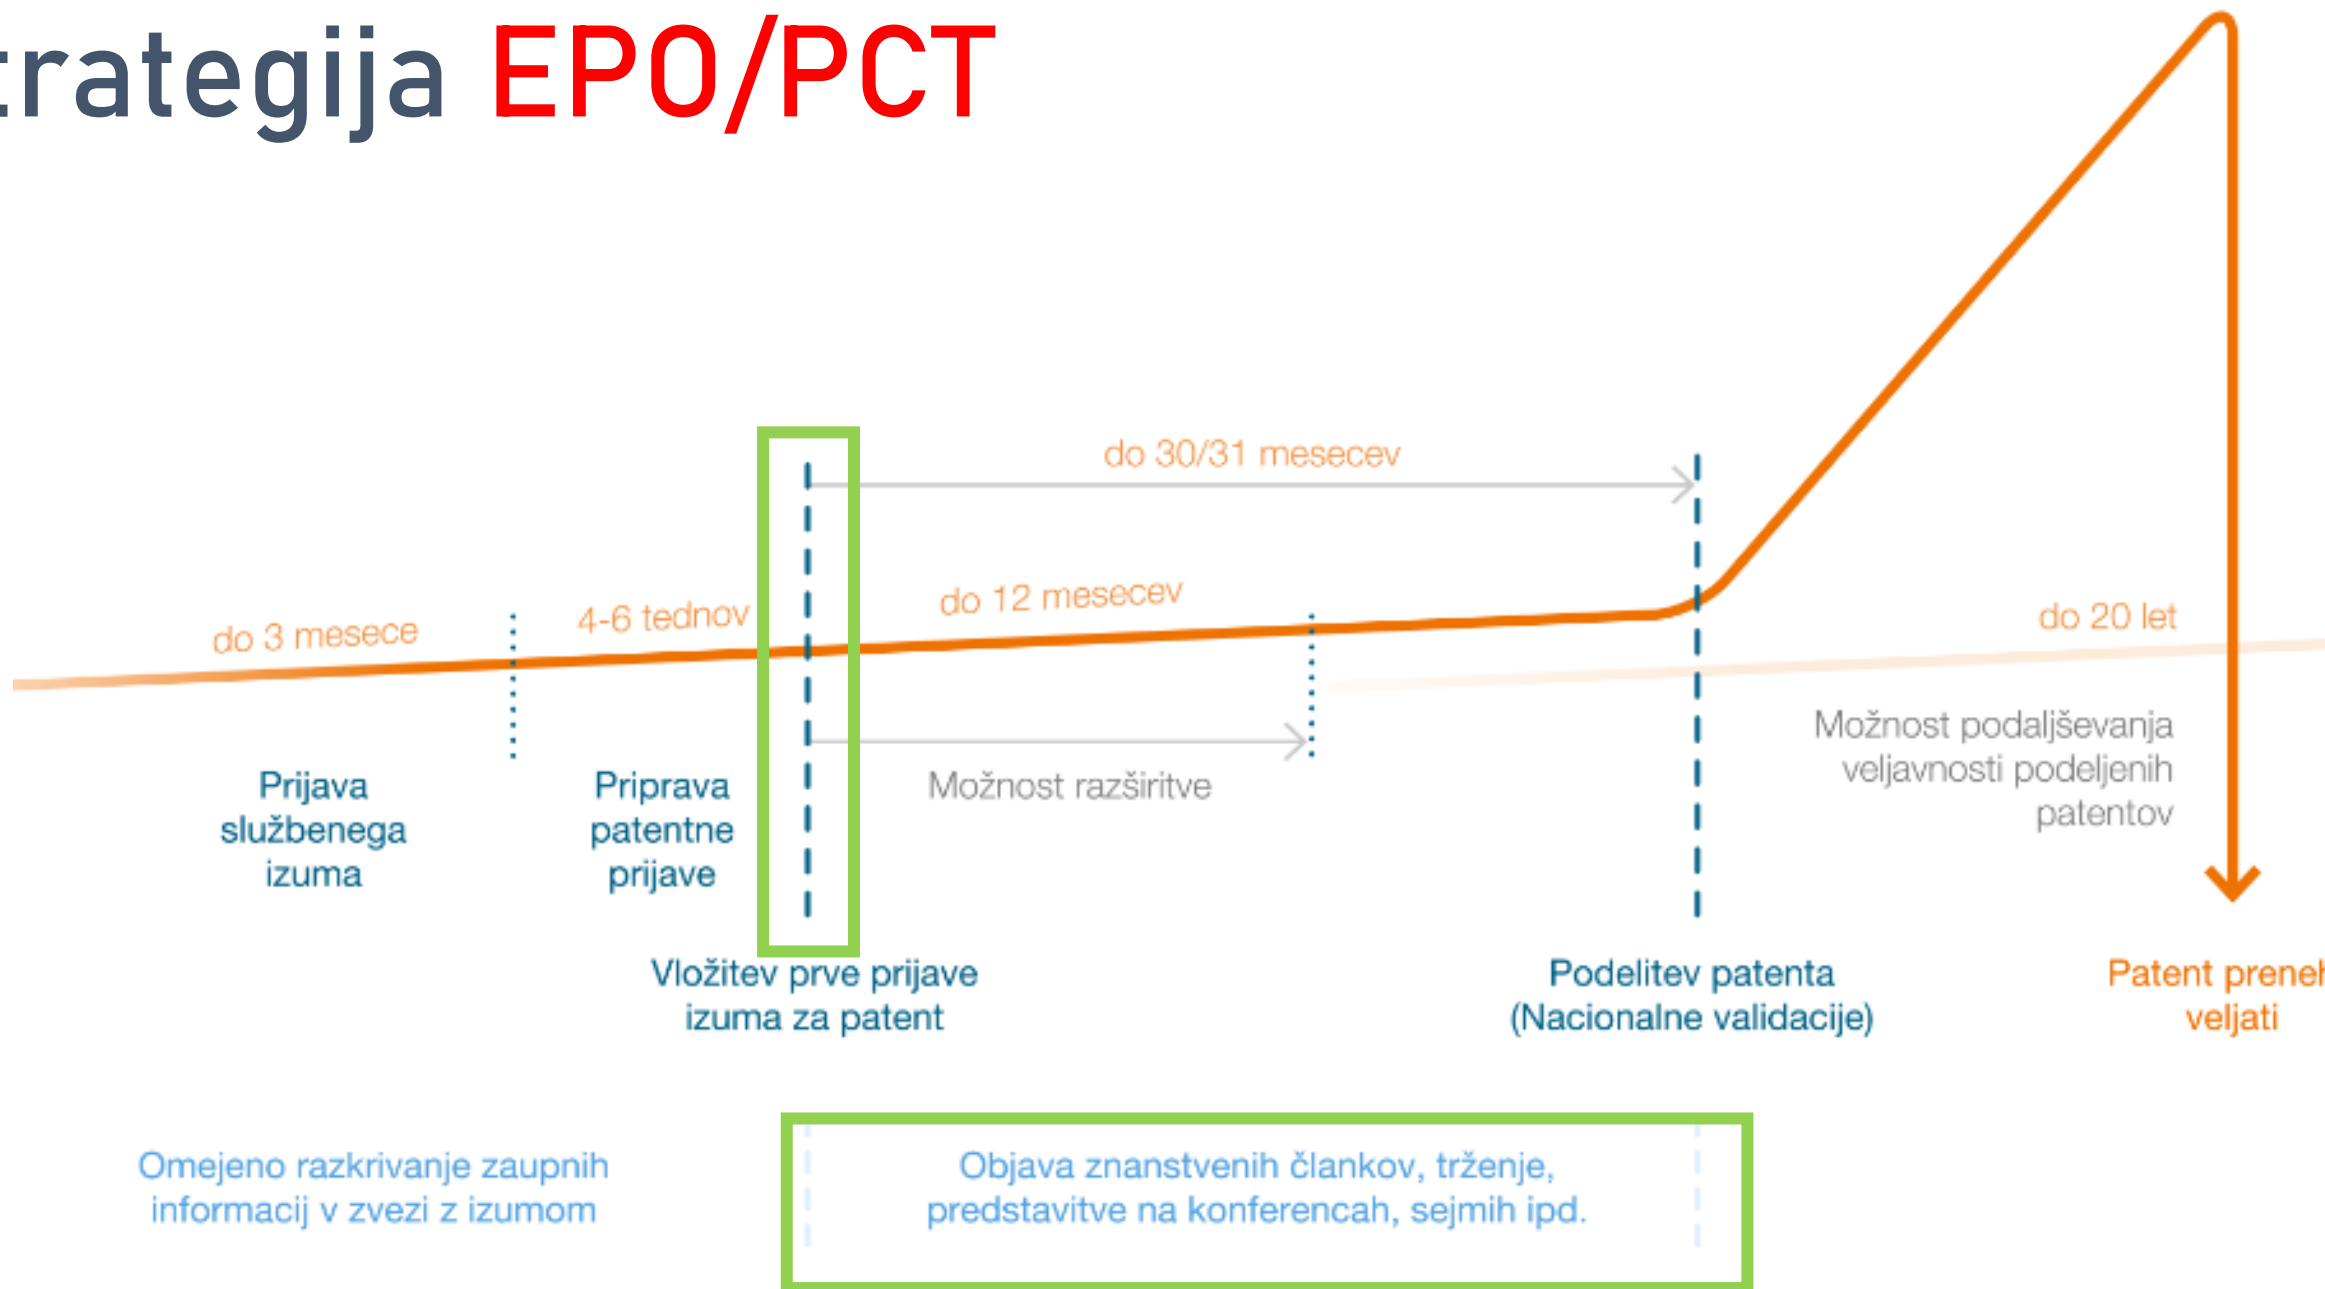 trategija EPO/PCT
do 30/31 mesecev
do 3 mesece
4-6 tednov
do 12 mesecev
do 20 let
Prijava
službenega
izuma
Priprava
patentne
prijave
Možnost razširitve
Možnost podaljševanja
veljavnosti podeljenih
patentov
Vložitev prve prijave
izuma za patent
Podelitev patenta
(Nacionalne validacije)
Patent preneh
veljati
Omejeno razkrivanje zaupnih
informacij v zvezi z izumom
Objava znanstvenih člankov, trženje,
predstavitve na konferencah, sejmih ipd.